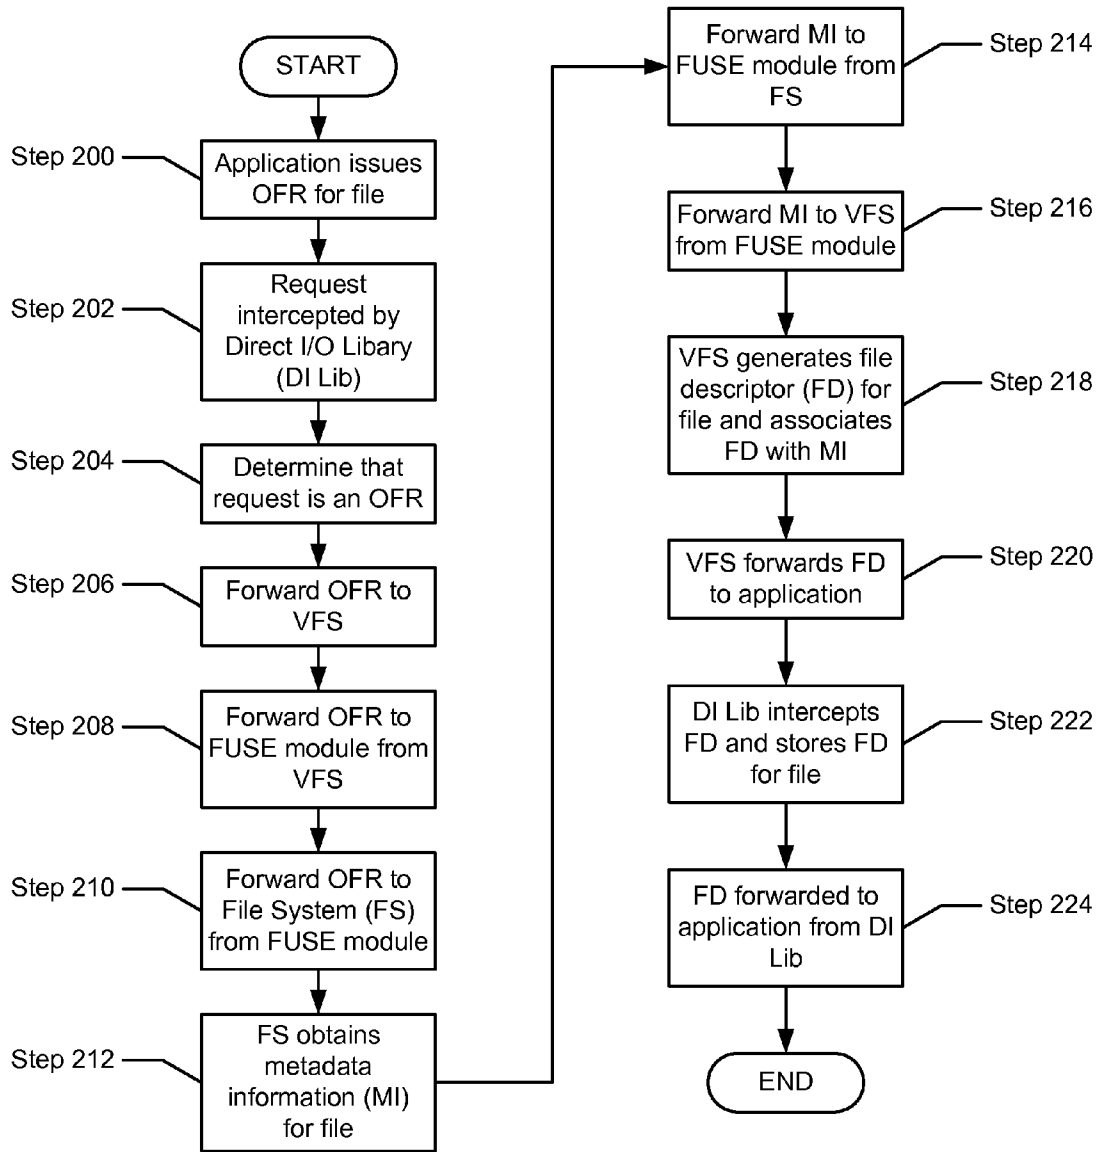 START
Step 200
Application issues
OFR for file
Step 202
Request
intercepted by
Direct I/O Libary
(DI Lib)
Step 204
Determine that
request is an OFR
Step 206
Forward OFR to
VFS
Step 208
Forward OFR to
FUSE module from
VFS
Step 210
Forward OFR to
File System (FS)
from FUSE module
Step 212
FS obtains
metadata
information (MI)
for file
Forward MI to
FUSE module from
FS
Step 214
Forward MI to VFS
from FUSE module
Step 216
VFS generates file
descriptor (FD) for
file and associates
FD with MI
Step 218
VFS forwards FD
to application
Step 220
DI Lib intercepts
FD and stores FD
for file
Step 222
FD forwarded to
application from DI
Lib
Step 224
END